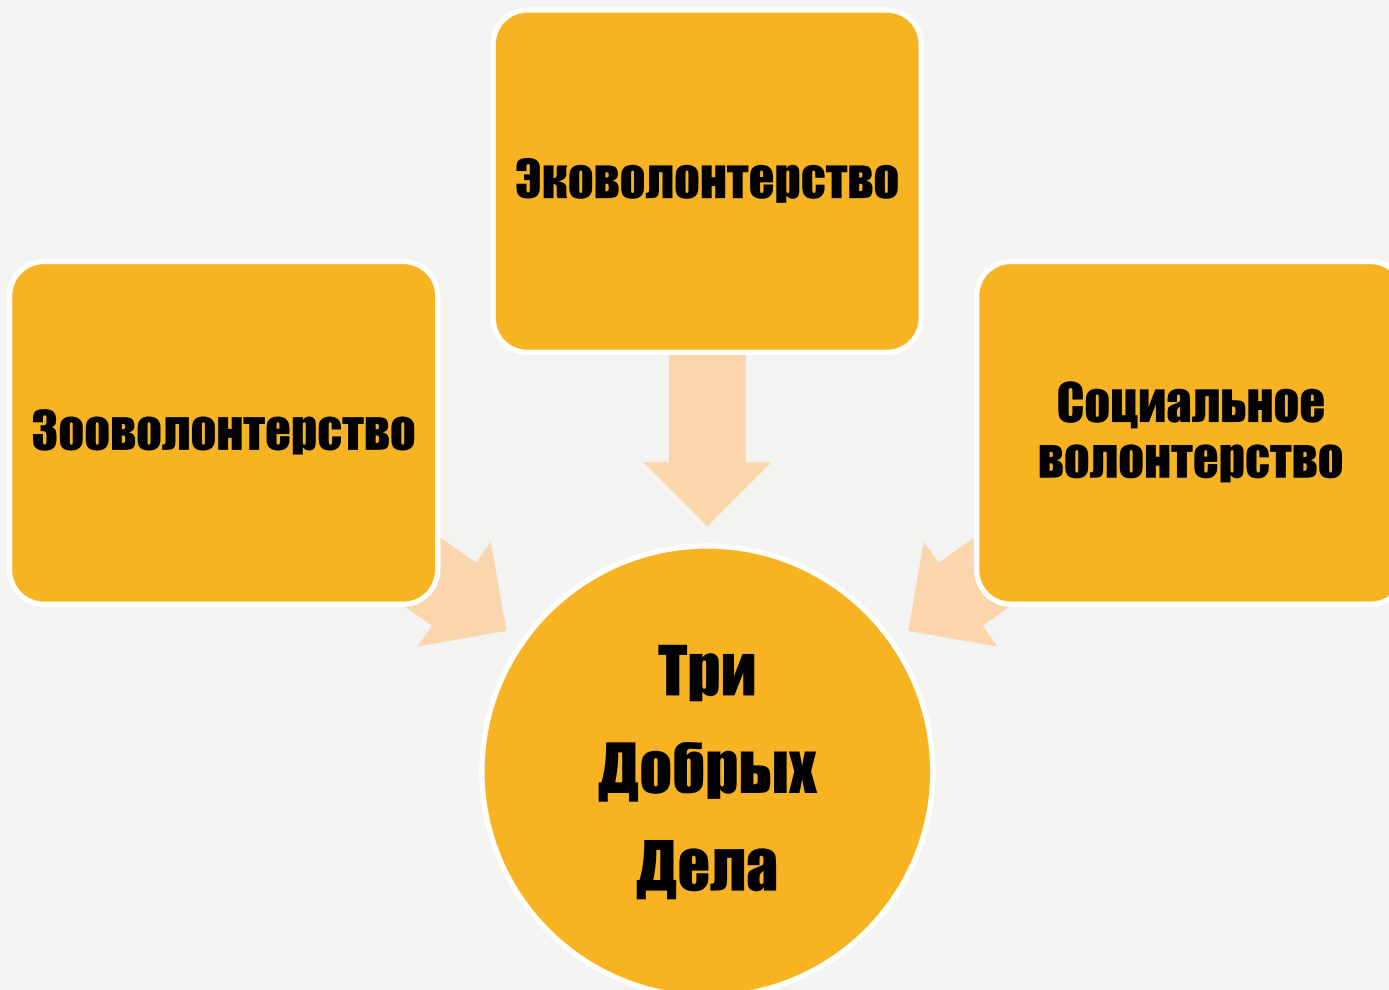 Эковолонтерство
Зооволонтерство
Социальное
волонтерство
Три
Добрых
Дела